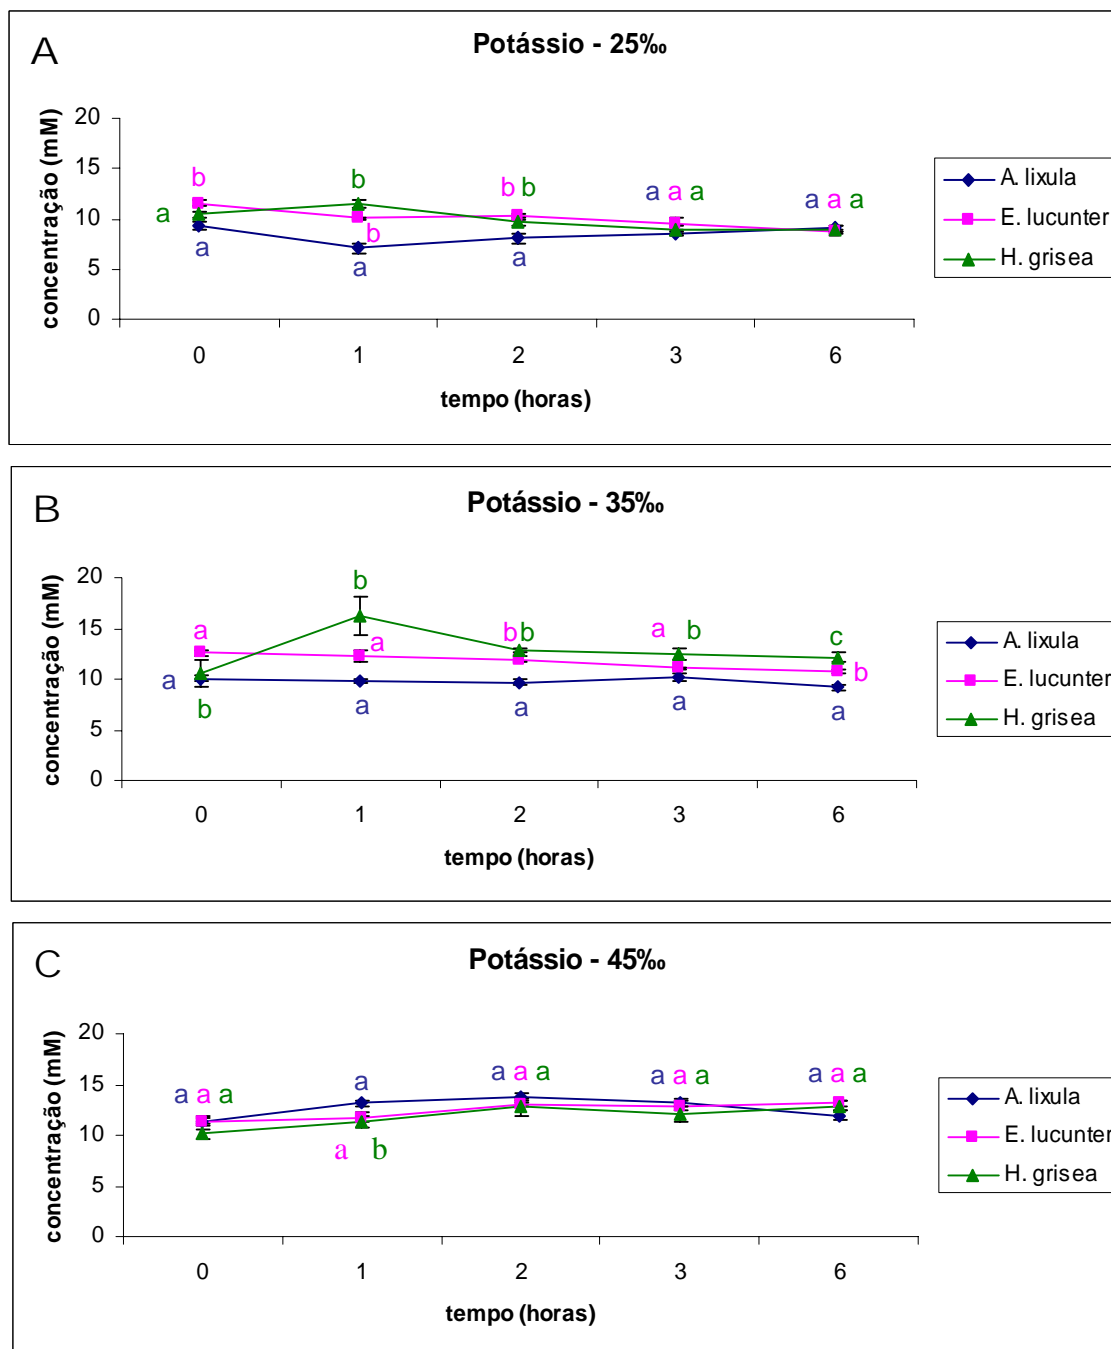 A
Potássio - 25‰
concentração (mM)
20
15
10
5
0
b
b
b b
a a a
a a a
a
b
a
a
a
0 1 2 3 6
tempo (horas)
A. lixula
E. lucunter
H. grisea
B
Potássio - 35‰
concentração (mM)
20
15
10
5
0
b
a
a
b b
a b
c
a
b
b
a
a
a
a
0 1 2 3 6
tempo (horas)
A. lixula
E. lucunter
H. grisea
C
Potássio - 45‰
concentração (mM)
20
15
10
5
0
a a a
a
a a a
a a a
a a a
a b
0 1 2 3 6
tempo (horas)
A. lixula
E. lucunter
H. grisea